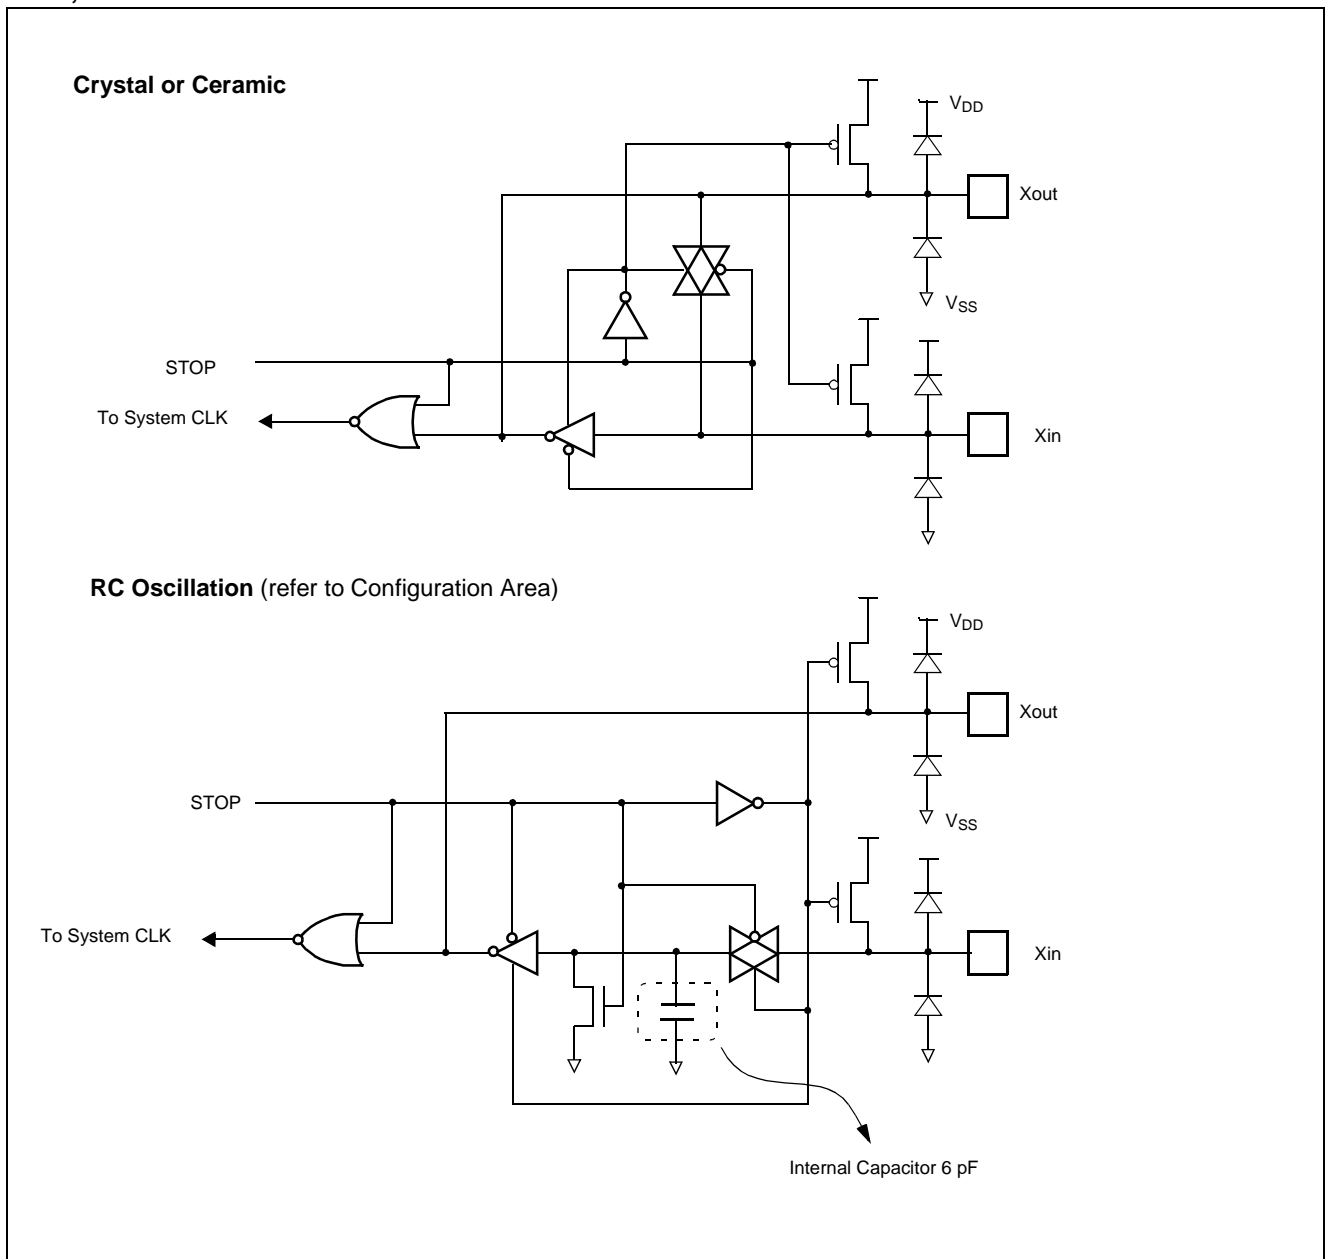 Crystal or Ceramic
VDD
Xout
VSS
STOP
To System CLK
Xin
RC Oscillation (refer to Configuration Area)
VDD
Xout
STOP
VSS
To System CLK
Xin
Internal Capacitor 6 pF